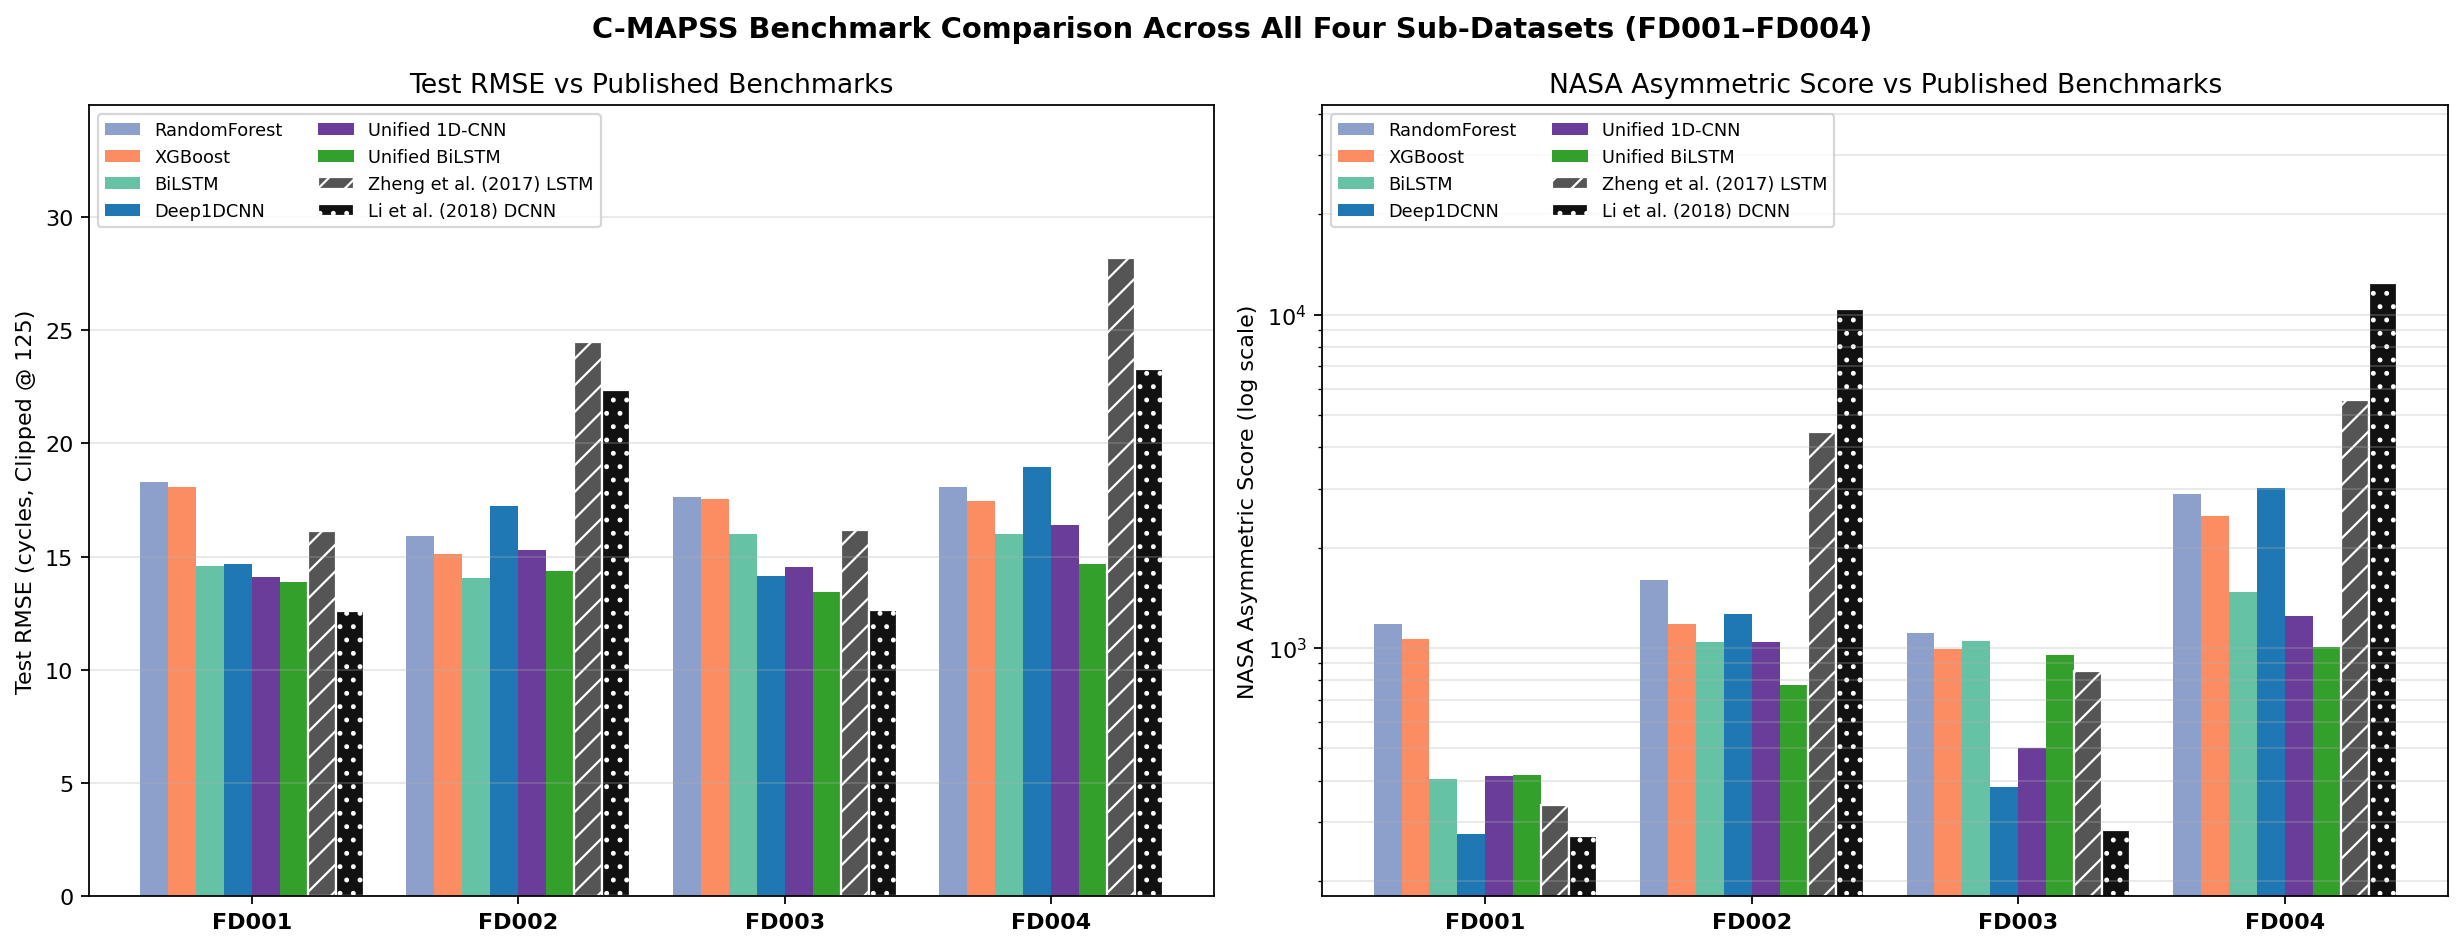 C-MAPSS Benchmark Comparison Across All Four Sub-Datasets (FD001–FD004)
Test RMSE vs Published Benchmarks
RandomForest
XGBoost
BiLSTM
Deep1DCNN
Unified 1D-CNN
Unified BiLSTM
Zheng et al. (2017) LSTM
Li et al. (2018) DCNN
Test RMSE (cycles, Clipped @ 125)
30
25
20
15
10
5
0
FD001 FD002 FD003 FD004
NASA Asymmetric Score vs Published Benchmarks
RandomForest
XGBoost
BiLSTM
Deep1DCNN
Unified 1D-CNN
Unified BiLSTM
Zheng et al. (2017) LSTM
Li et al. (2018) DCNN
NASA Asymmetric Score (log scale)
10⁴
10³
FD001 FD002 FD003 FD004